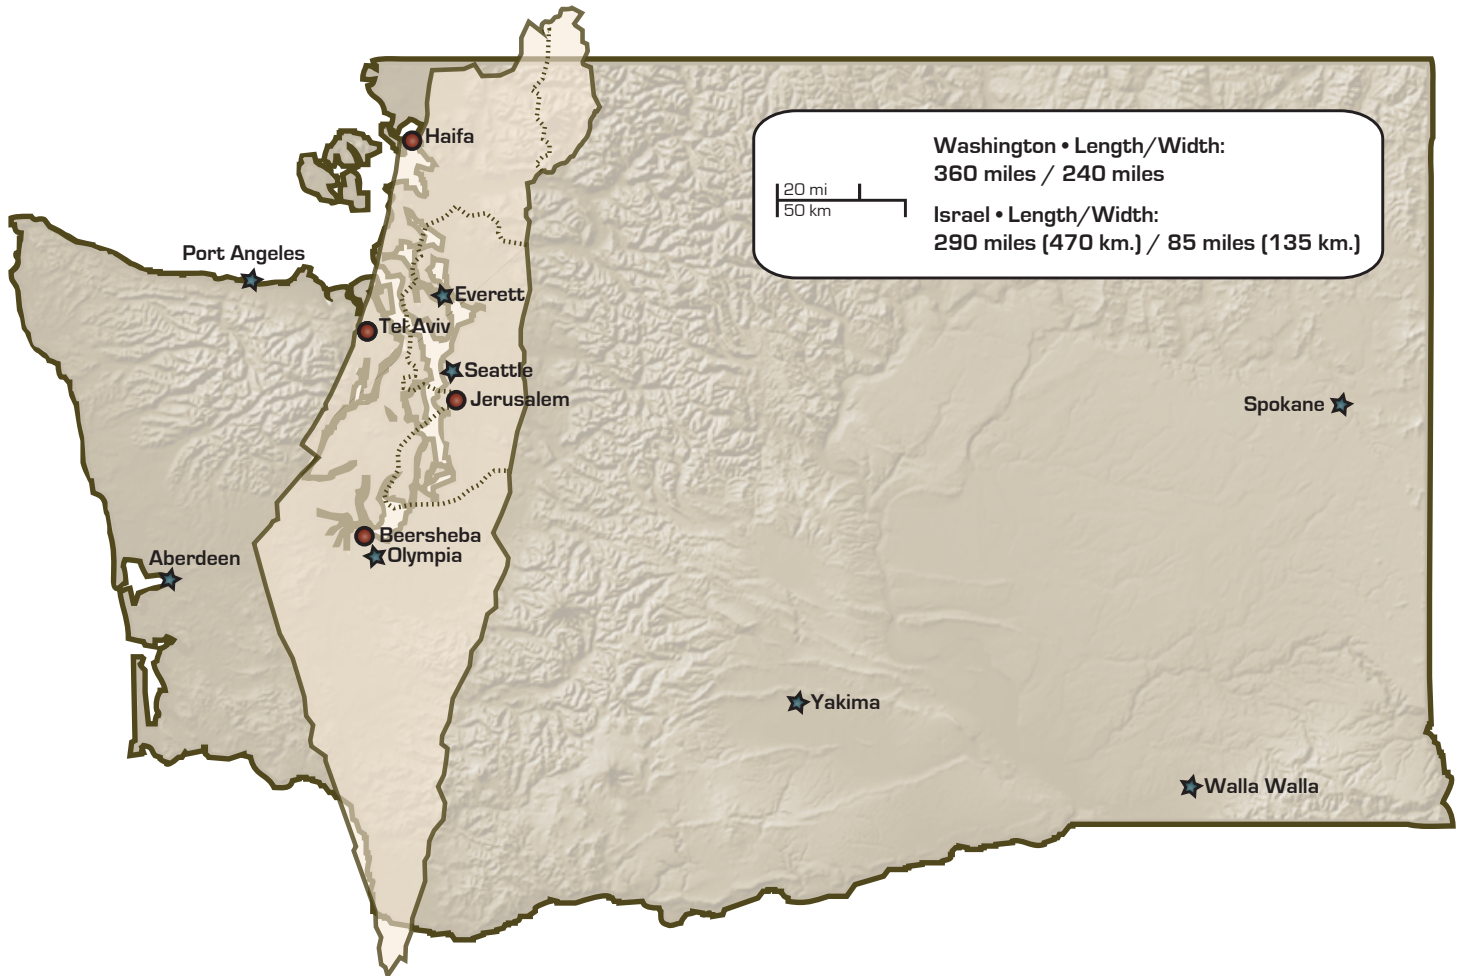 Haifa
Washington • Length/Width:
360 miles / 240 miles
20 mi
50 km
Israel • Length/Width:
290 miles (470 km.) / 85 miles (135 km.)
Port Angeles
Everett
Tel Aviv
Seattle
Jerusalem
Spokane
Beersheba
Olympia
Aberdeen
Yakima
Walla Walla